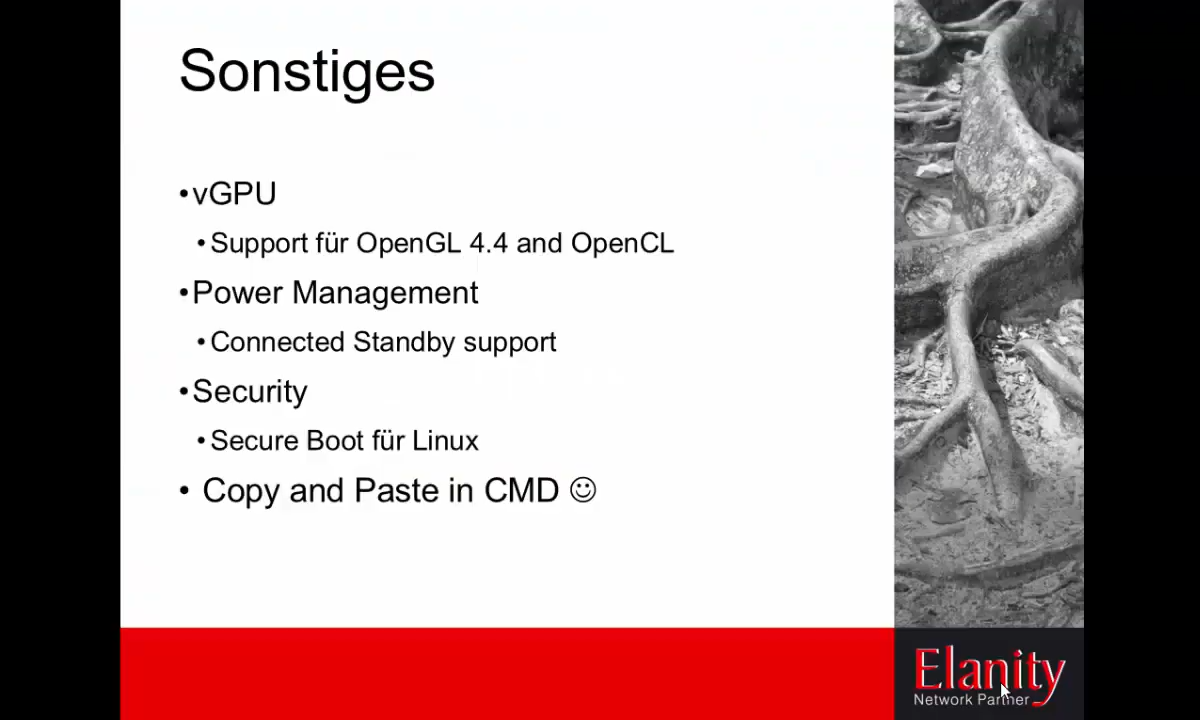 Sonstiges
•vGPU
•Support für OpenGL 4.4 and OpenCL
•Power Management
•Connected Standby support
•Security
•Secure Boot für Linux
• Copy and Paste in CMD ☺
Elanity
Network Partner